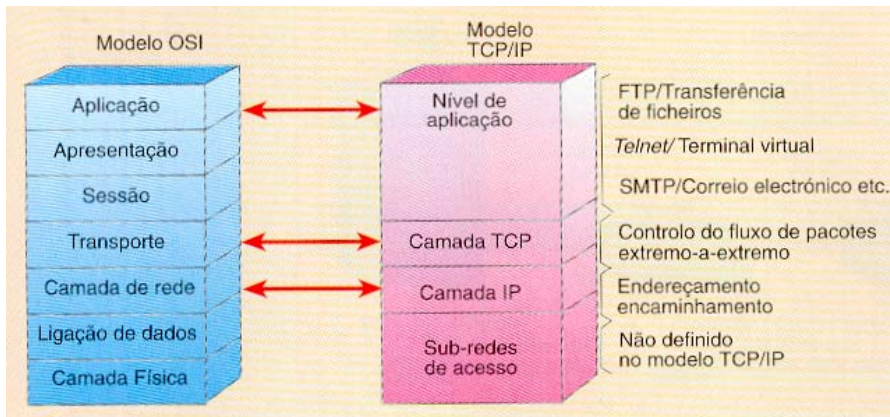 Modelo OSI
Aplicação
Apresentação
Sessão
Transporte
Camada de rede
Ligação de dados
Camada Física
Modelo
TCP/IP
Nível de
aplicação
Camada TCP
Camada IP
Sub-redes
de acesso
FTP/Transferência
de ficheiros
Telnet/ Terminal virtual
SMTP/Correio electrónico etc.
Controlo do fluxo de pacotes
extremo-a-extremo
Endereçamento
encaminhamento
Não definido
no modelo TCP/IP